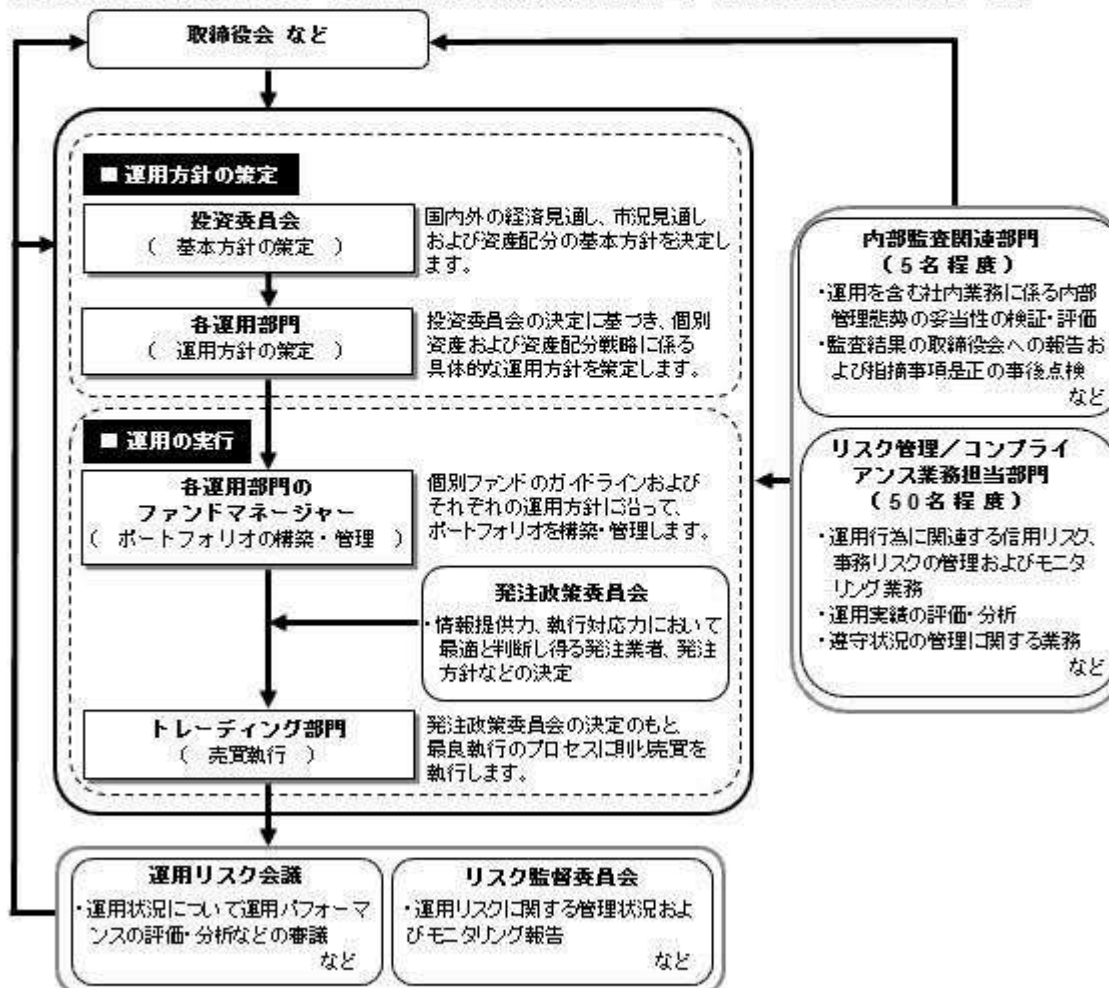 取締役会 など
■ 運用方針の策定
投資委員会
（ 基本方針の策定 ）
国内外の経済見通し、市況見通し
および資産配分の基本方針を決定し
ます。
各運用部門
（ 運用方針の策定 ）
投資委員会の決定に基づき、個別
資産および資産配分戦略に係る
具体的な運用方針を策定します。
■ 運用の実行
各運用部門の
ファンドマネージャー
（ ポートフォリオの構築・管理 ）
個別ファンドのガイドラインおよび
それぞれの運用方針に沿って、
ポートフォリオを構築・管理します。
発注政策委員会
・情報提供力、執行対応力において
最適と判断し得る発注業者、発注
方針などの決定
トレーディング部門
（ 売買執行 ）
発注政策委員会の決定のもと、
最良執行のプロセスに則り売買を
執行します。
運用リスク会議
・運用状況について運用パフォーマ
ンスの評価・分析などの審議
など
リスク監督委員会
・運用リスクに関する管理状況およ
びモニタリング報告
など
内部監査関連部門
（５名程度）
・運用を含む社内業務に係る内部
管理態勢の妥当性の検証・評価
・監査結果の取締役会への報告お
よび指摘事項是正の事後点検
など
リスク管理／コンプライ
アンス業務担当部門
（５０名程度）
・運用行為に関連する信用リスク、
事務リスクの管理およびモニタ
リング業務
・運用実績の評価・分析
・遵守状況の管理に関する業務
など